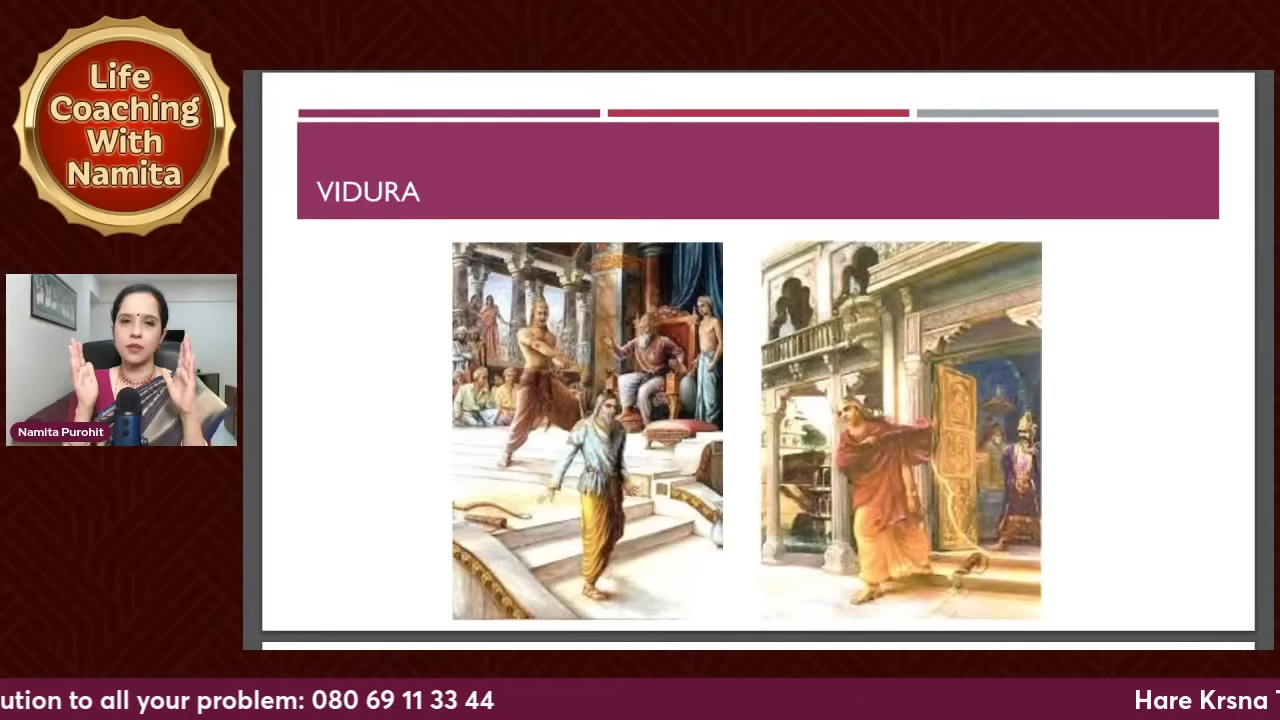 Life
Coaching
With
Namita
VIDURA
Namita Purohit
ution to all your problem: 080 69 11 33 44
Hare Krsna